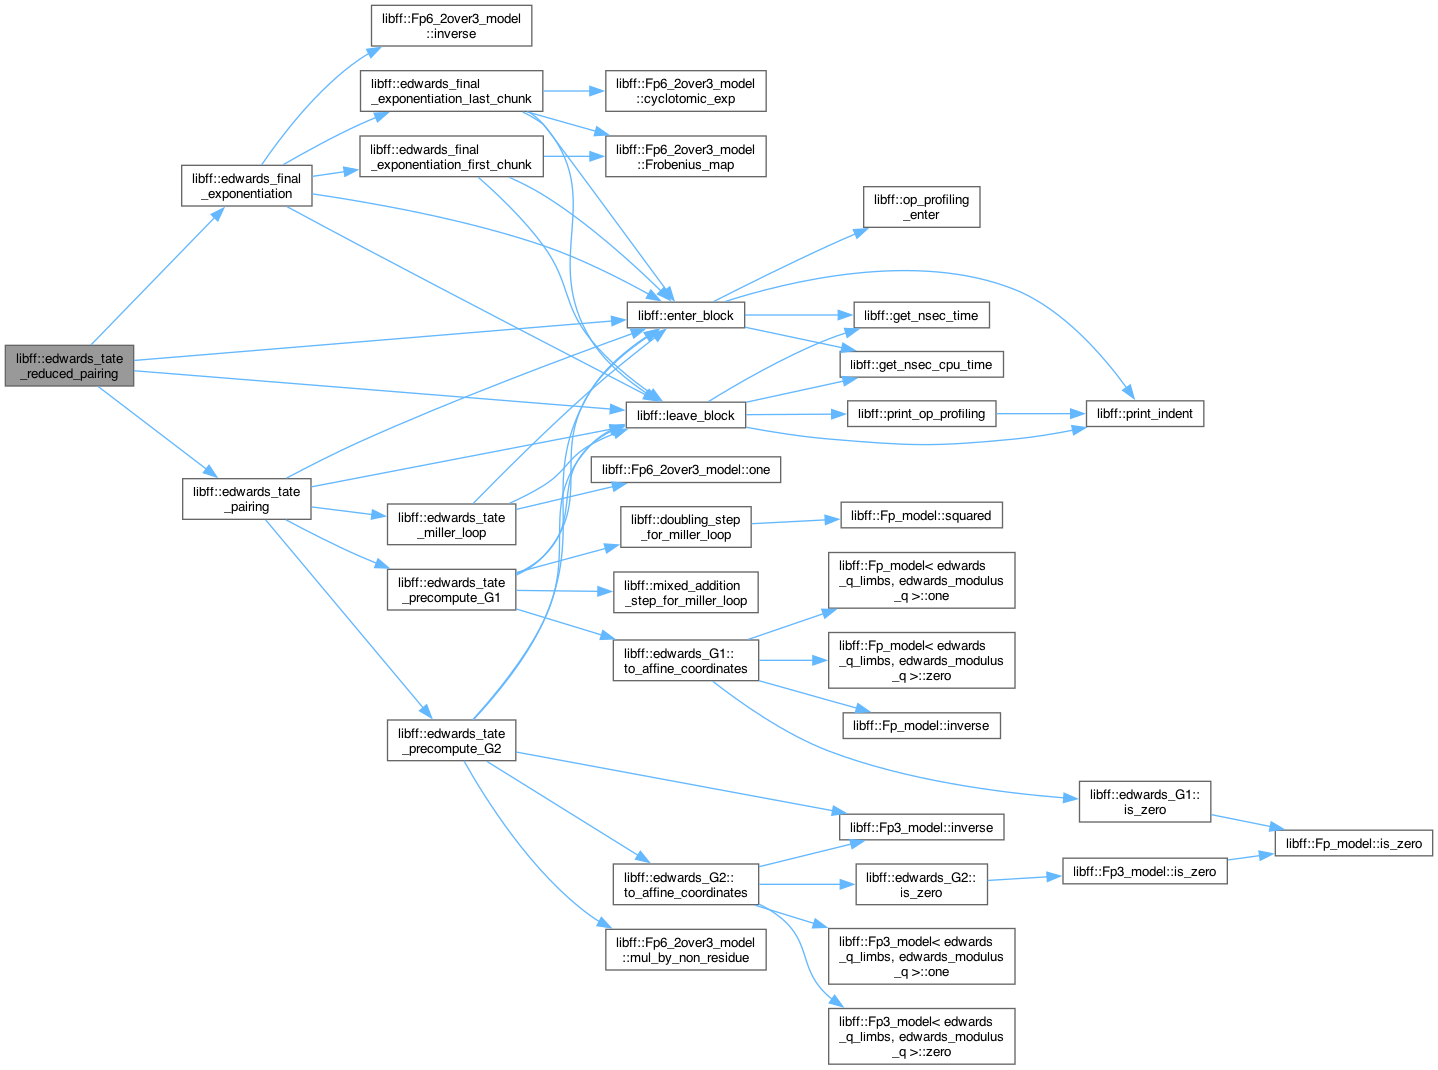 libff::edwards_tate
_reduced_pairing
libff::edwards_final
_exponentiation
libff::Fp6_2over3_model
::inverse
libff::edwards_final
_exponentiation_last_chunk
libff::Fp6_2over3_model
::cyclotomic_exp
libff::edwards_final
_exponentiation_first_chunk
libff::Fp6_2over3_model
::Frobenius_map
libff::enter_block
libff::op_profiling
_enter
libff::get_nsec_time
libff::get_nsec_cpu_time
libff::leave_block
libff::print_op_profiling
libff::print_indent
libff::edwards_tate
_pairing
libff::edwards_tate
_miller_loop
libff::Fp6_2over3_model::one
libff::edwards_tate
_precompute_G1
libff::doubling_step
_for_miller_loop
libff::Fp_model::squared
libff::mixed_addition
_step_for_miller_loop
libff::edwards_G1::
to_affine_coordinates
libff::Fp_model< edwards
_q_limbs, edwards_modulus
_q >::one
libff::Fp_model< edwards
_q_limbs, edwards_modulus
_q >::zero
libff::Fp_model::inverse
libff::edwards_G1::
is_zero
libff::Fp_model::is_zero
libff::edwards_tate
_precompute_G2
libff::Fp3_model::inverse
libff::edwards_G2::
to_affine_coordinates
libff::edwards_G2::
is_zero
libff::Fp3_model::is_zero
libff::Fp6_2over3_model
::mul_by_non_residue
libff::Fp3_model< edwards
_q_limbs, edwards_modulus
_q >::one
libff::Fp3_model< edwards
_q_limbs, edwards_modulus
_q >::zero